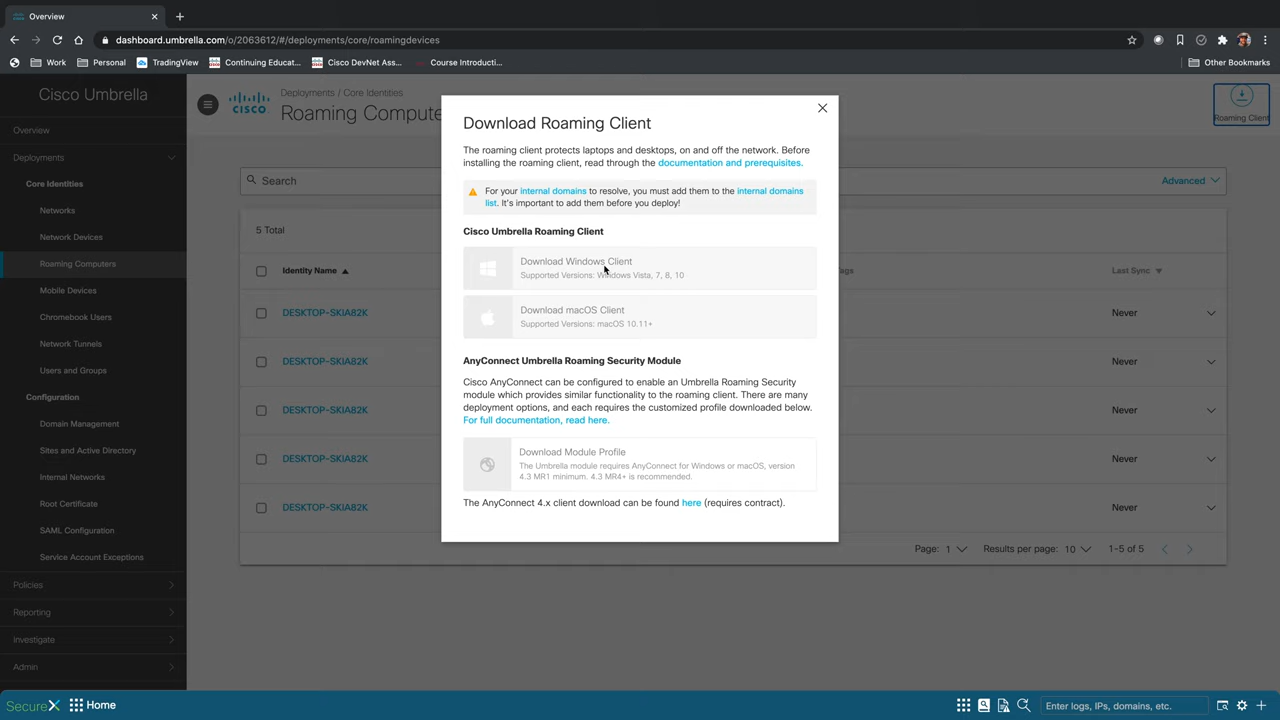 Overview
dashboard.umbrella.com/o/2063612/#/deployments/core/roamingdevices
Work
Personal
TradingView
Continuing Educat...
Cisco DevNet Ass...
Course Introducti...
Other Bookmarks
Cisco Umbrella
Overview
Deployments
Core Identities
Networks
Network Devices
Roaming Computers
Mobile Devices
Chromebook Users
Network Tunnels
Users and Groups
Configuration
Domain Management
Sites and Active Directory
Internal Networks
Root Certificate
SAML Configuration
Service Account Exceptions
Policies
Reporting
Investigate
Admin
CISCO
Deployments / Core Identities
Roaming Compute
Roaming Client
Search
Advanced
5 Total
Identity Name
Tags
Last Sync
DESKTOP-SKIA82K
Never
DESKTOP-SKIA82K
Never
DESKTOP-SKIA82K
Never
DESKTOP-SKIA82K
Never
DESKTOP-SKIA82K
Never
Page: 1
Results per page: 10
1-5 of 5
Download Roaming Client
The roaming client protects laptops and desktops, on and off the network. Before
installing the roaming client, read through the documentation and prerequisites.
For your internal domains to resolve, you must add them to the internal domains
list. It's important to add them before you deploy!
Cisco Umbrella Roaming Client
Download Windows Client
Supported Versions: Windows Vista, 7, 8, 10
Download macOS Client
Supported Versions: macOS 10.11+
AnyConnect Umbrella Roaming Security Module
Cisco AnyConnect can be configured to enable an Umbrella Roaming Security
module which provides similar functionality to the roaming client. There are many
deployment options, and each requires the customized profile downloaded below.
For full documentation, read here.
Download Module Profile
The Umbrella module requires AnyConnect for Windows or macOS, version
4.3 MR1 minimum. 4.3 MR4+ is recommended.
The AnyConnect 4.x client download can be found here (requires contract).
SecureX
Home
Enter logs, IPs, domains, etc.